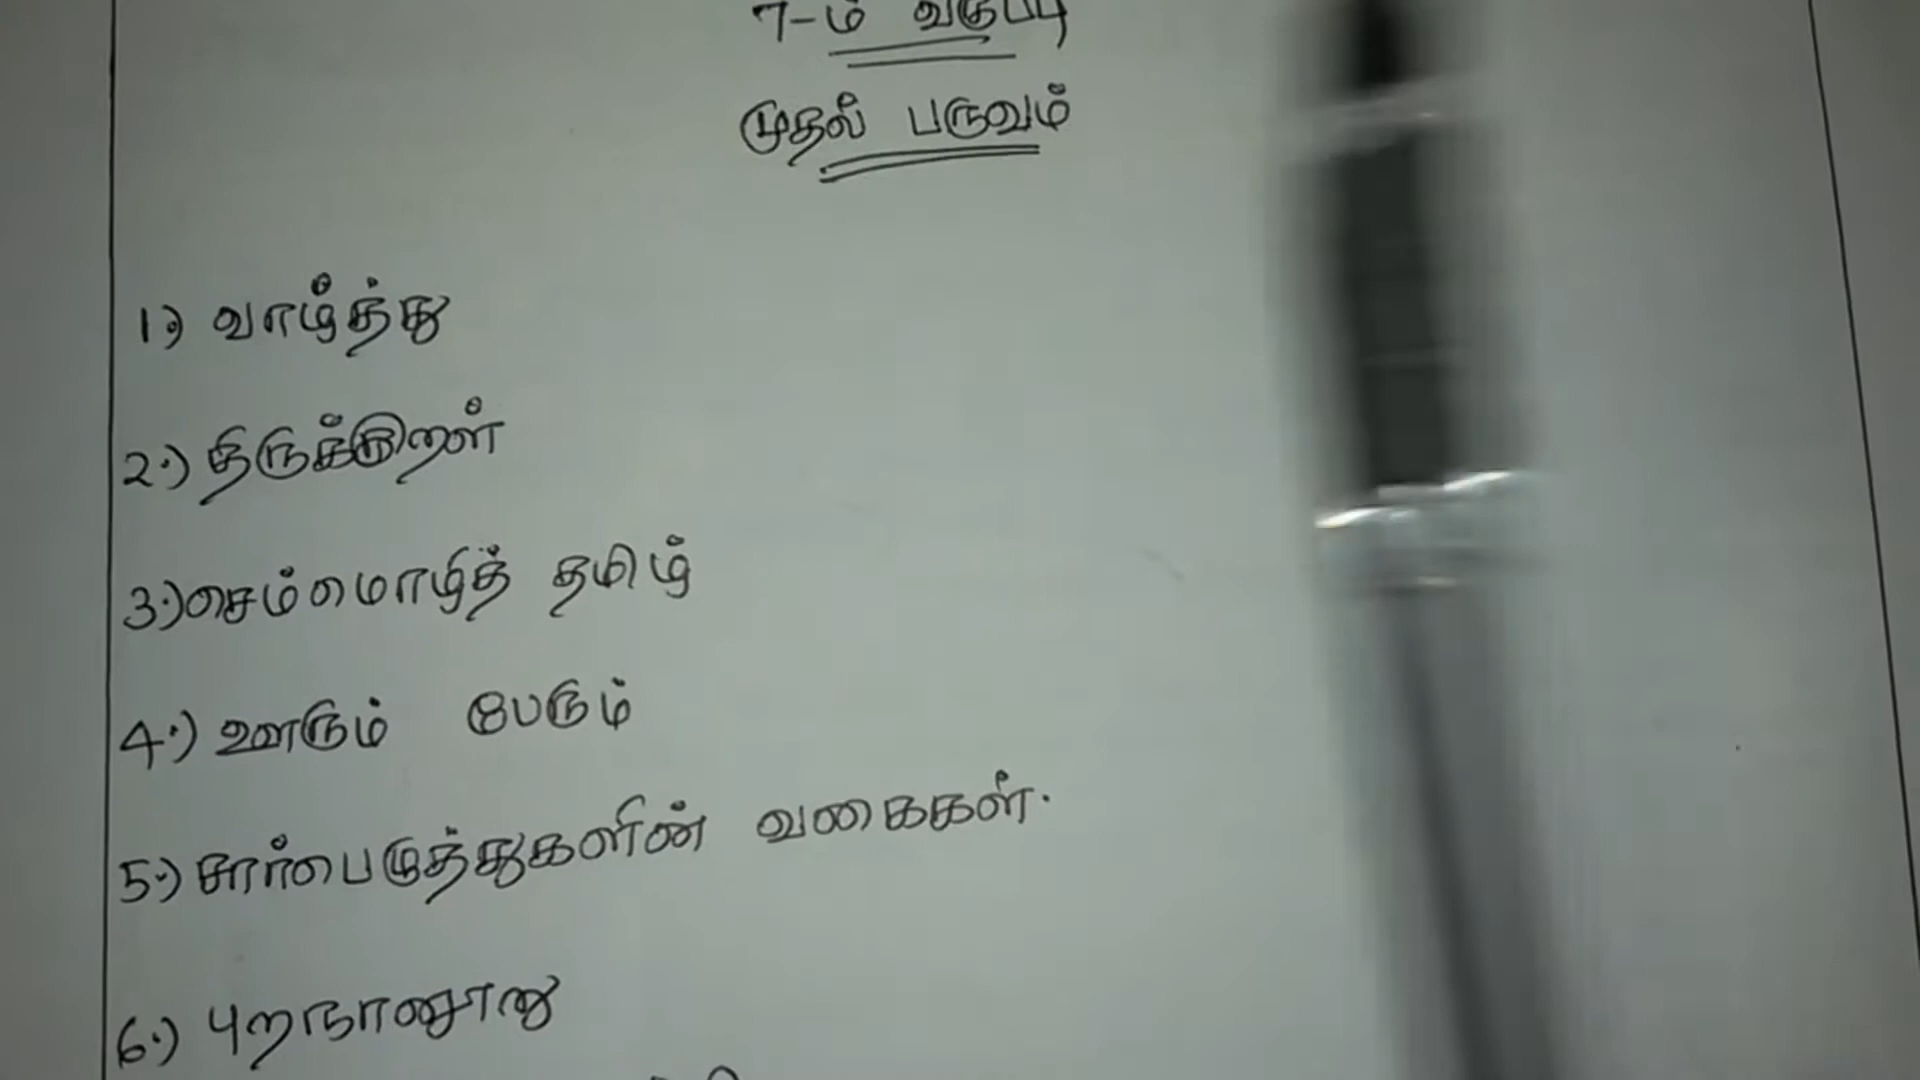 7-ம் வகுப்பு
முதல் பருவம்
1) வாழ்த்து
2.) திருக்குறள்
3.) செம்மொழித் தமிழ்
4.) ஊரும் பேரும்
5.) சார்பெழுத்துகளின் வகைகள்.
6.) புறநானூறு